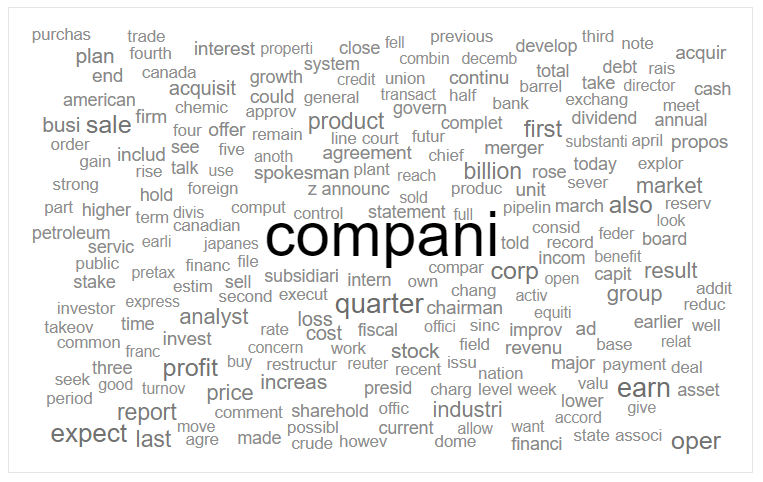 purchas trade fourth interest properti close fell previous third note
plan end canada system combin decemb develop debt rais acquir
american acquisit growth credit union continu total take director cash
chemic could general transact half barrel exchang meet
busi sale firm four offer approv product govern bank first dividend annual
order see five remain line court futur complet merger substanti april propos
gain includ talk use anoth agreement chief billion rose today explor
strong rise foreign spokesman plant reach produc unit sever market
part higher hold divis comput z announc sold pipelin march also reserv
petroleum term canadian control statement full consid feder look
servic earli japanes compani told record board
public pretax financ file compar incom benefit
stake estim sell subsidiari intern own corp open capit result
investor express second execut quarter chang activ group addit
takeov time analyst loss chairman equiti reduc
common invest rate cost fiscal offici sinc improv ad earlier well
franc concern work stock field revenu base relat
three profit buy restructur reuter recent issu nation major payment deal
seek good turnov price increas presid charg level week valu earn asset
period report comment sharehold offic industri lower give
expect last move agre made possibl crude howev current dome allow want financi accord state associ oper